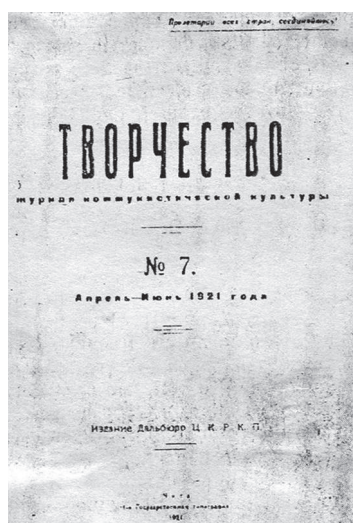 Пролетарии всех стран, соединяйтесь!
ТВОРЧЕСТВО
журнал коммунистической культуры
№ 7.
Апрель—Июнь 1921 года
Издание Дальбюро Ц. К. Р. К. П.
Чита
Государственная типография
1921